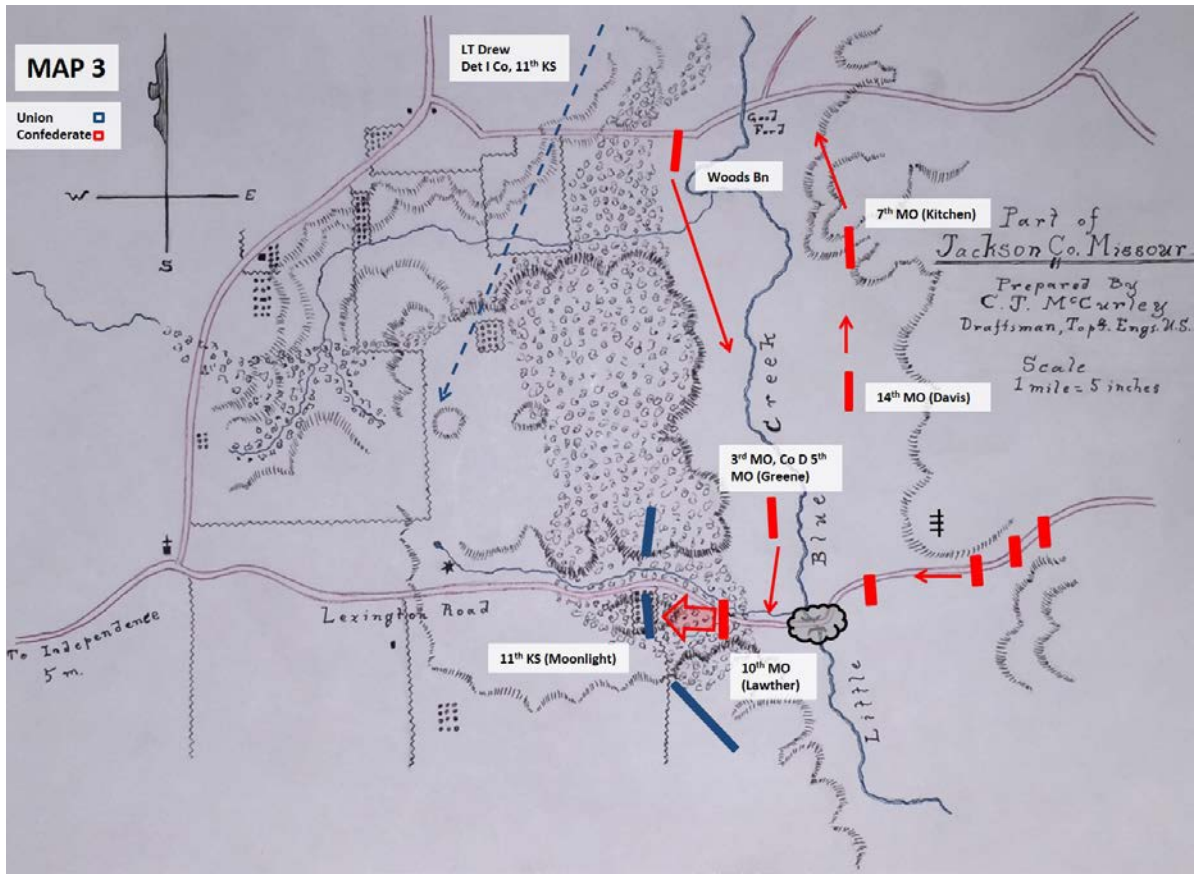 MAP 3
Union
Confederate
W
E
S
LT Drew
Det I Co, 11th KS
Good
Ford
Woods Bn
7th MO (Kitchen)
Part of
Jackson Co. Missour
Prepared By
C. J. McCurley
Draftsman, Topg. Engs. U.S.
Scale
1 mile = 5 inches
14th MO (Davis)
Creek
3rd MO, Co D 5th
MO (Greene)
Blue
Little
Lexington Road
To Independence
5 m.
11th KS (Moonlight)
10th MO
(Lawther)